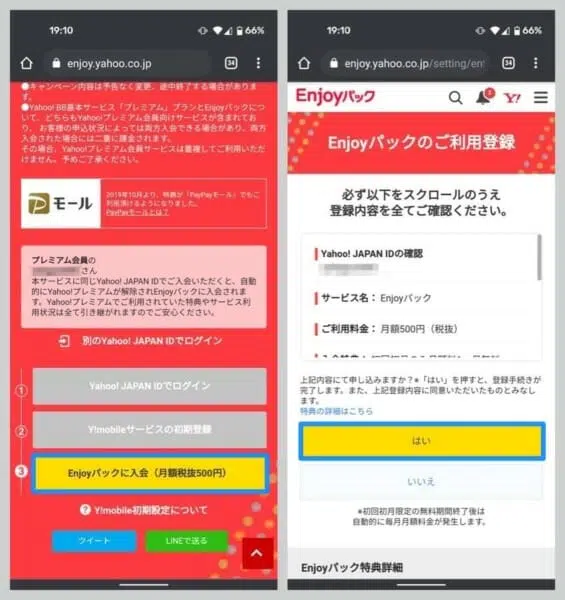 19:10
66%
enjoy.yahoo.co.jp
34
●キャンペーン内容は予告なく変更、途中終了する場合があります。
●Yahoo! BB基本サービス「プレミアム」プランとEnjoyパックについて、どちらもYahoo!プレミアム会員向けサービスが含まれており、お客様の申込状況によっては両方入会できる場合があり、両方入会された場合には二重に課金されます。
その場合、Yahoo!プレミアム会員サービスは重複してご利用いただけません。予めご了承ください。
モール
2019年10月より、特典が「PayPayモール」でもご利用頂けるようになりました。
PayPayモールとは？
プレミアム会員の
さん
本サービスに同じYahoo! JAPAN IDでご入会いただくと、自動的にYahoo!プレミアムが解除されEnjoyパックに入会されます。Yahoo!プレミアムでご利用されていた特典やサービス利用状況は全て引き継がれますのでご安心ください。
別のYahoo! JAPAN IDでログイン
① Yahoo! JAPAN IDでログイン
② Y!mobileサービスの初期登録
③ Enjoyパックに入会（月額税抜500円）
? Y!mobile初期設定について
ツイート
LINEで送る
19:10
66%
enjoy.yahoo.co.jp/setting/en
34
Enjoyパック
Y!
Enjoyパックのご利用登録
必ず以下をスクロールのうえ
登録内容を全てご確認ください。
Yahoo! JAPAN IDの確認
サービス名： Enjoyパック
ご利用料金： 月額500円（税抜）
上記内容にて申し込みますか？※「はい」を押すと、登録手続きが完了します。また、上記登録内容に同意いただいたものとみなします。
特典の詳細はこちら
はい
いいえ
※初回初月限定の無料期間終了後は
自動的に毎月月額料金が発生します。
Enjoyパック特典詳細